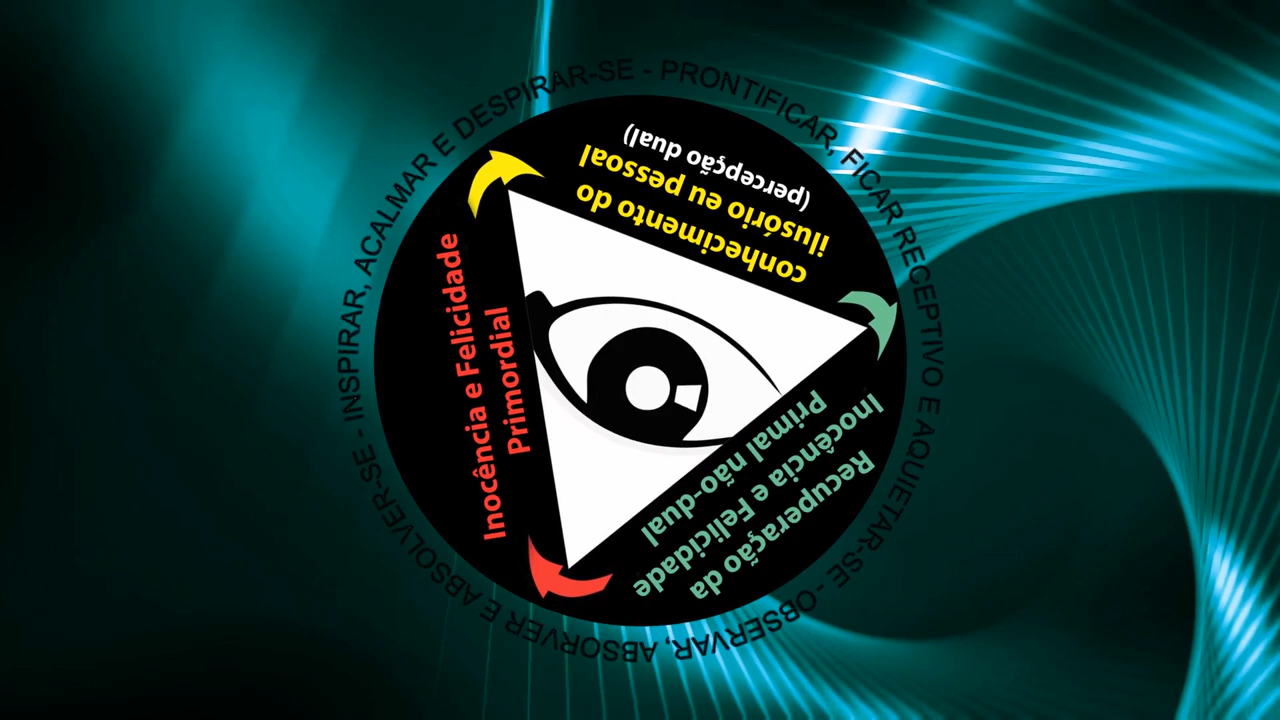 INSPIRAR, ACALMAR E DESPIRAR-SE - PRONTIFICAR, FICAR RECEPTIVO E AQUIETAR-SE - OBSERVAR, ABSORVER E ABSOLVER-SE -
Inocência e Felicidade
Primordial
conhecimento do
ilusório eu pessoal
(percepção dual)
Recuperação da
Inocência e Felicidade
Primal não-dual